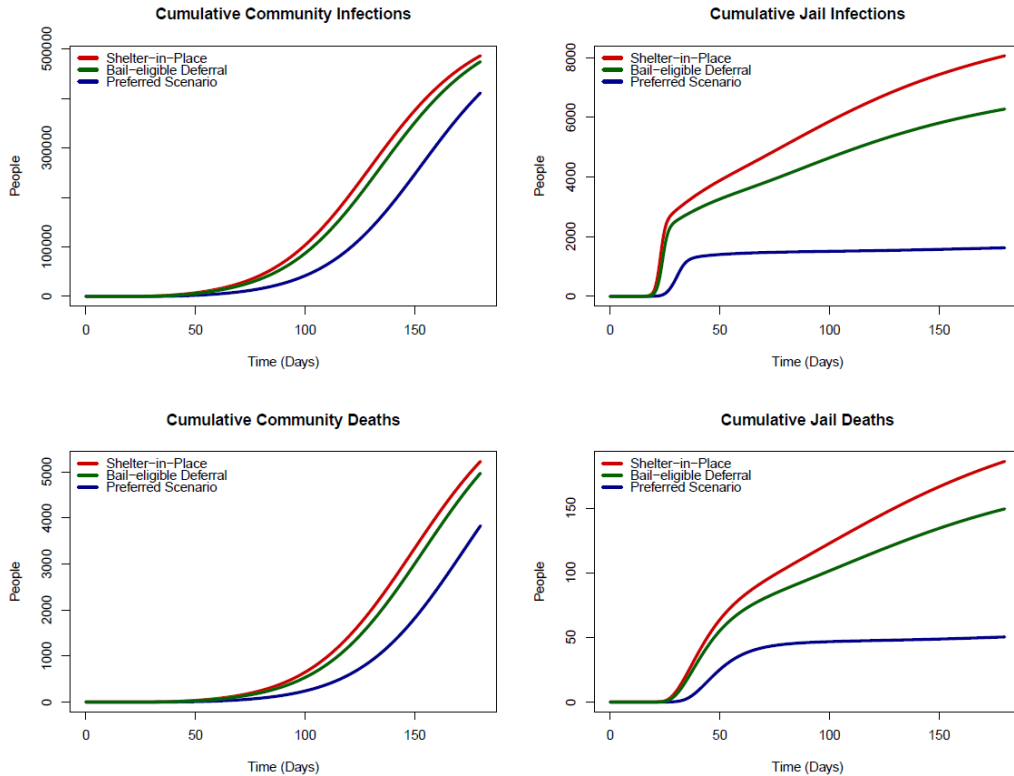 Cumulative Community Infections
500000
300000
100000
0
People
Shelter-in-Place
Bail-eligible Deferral
Preferred Scenario
0 50 100 150
Time (Days)
Cumulative Jail Infections
8000
6000
4000
2000
0
People
Shelter-in-Place
Bail-eligible Deferral
Preferred Scenario
0 50 100 150
Time (Days)
Cumulative Community Deaths
5000
4000
3000
2000
1000
0
People
Shelter-in-Place
Bail-eligible Deferral
Preferred Scenario
0 50 100 150
Time (Days)
Cumulative Jail Deaths
150
100
50
0
People
Shelter-in-Place
Bail-eligible Deferral
Preferred Scenario
0 50 100 150
Time (Days)